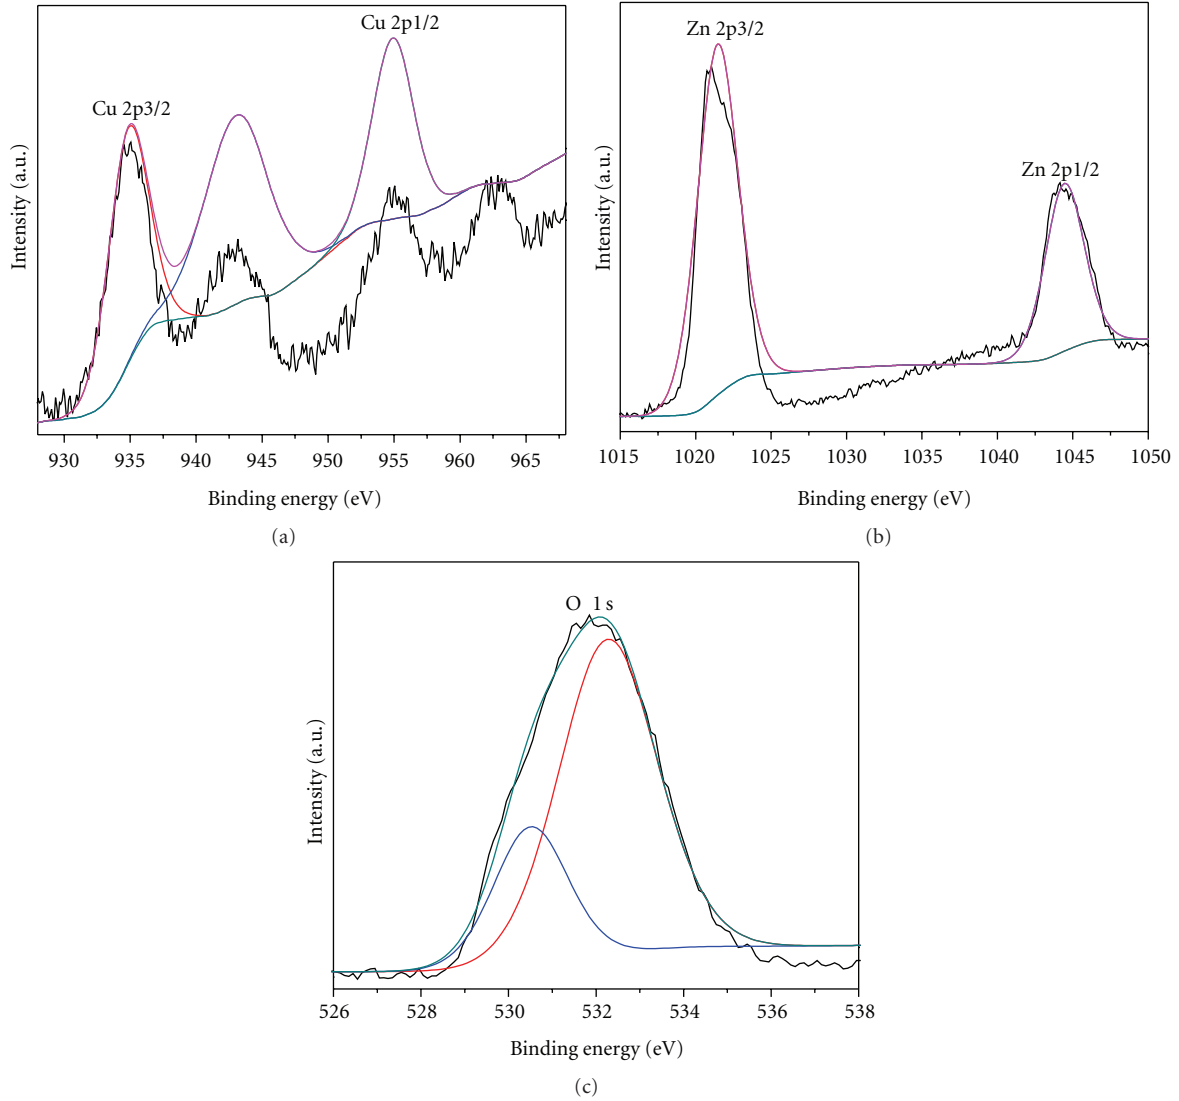 (a)
Cu 2p1/2
Cu 2p3/2
Intensity (a.u.)
930 935 940 945 950 955 960 965
Binding energy (eV)
(a)
Zn 2p3/2
Zn 2p1/2
Intensity (a.u.)
1015 1020 1025 1030 1035 1040 1045 1050
Binding energy (eV)
(b)
O 1 s
Intensity (a.u.)
526 528 530 532 534 536 538
Binding energy (eV)
(c)